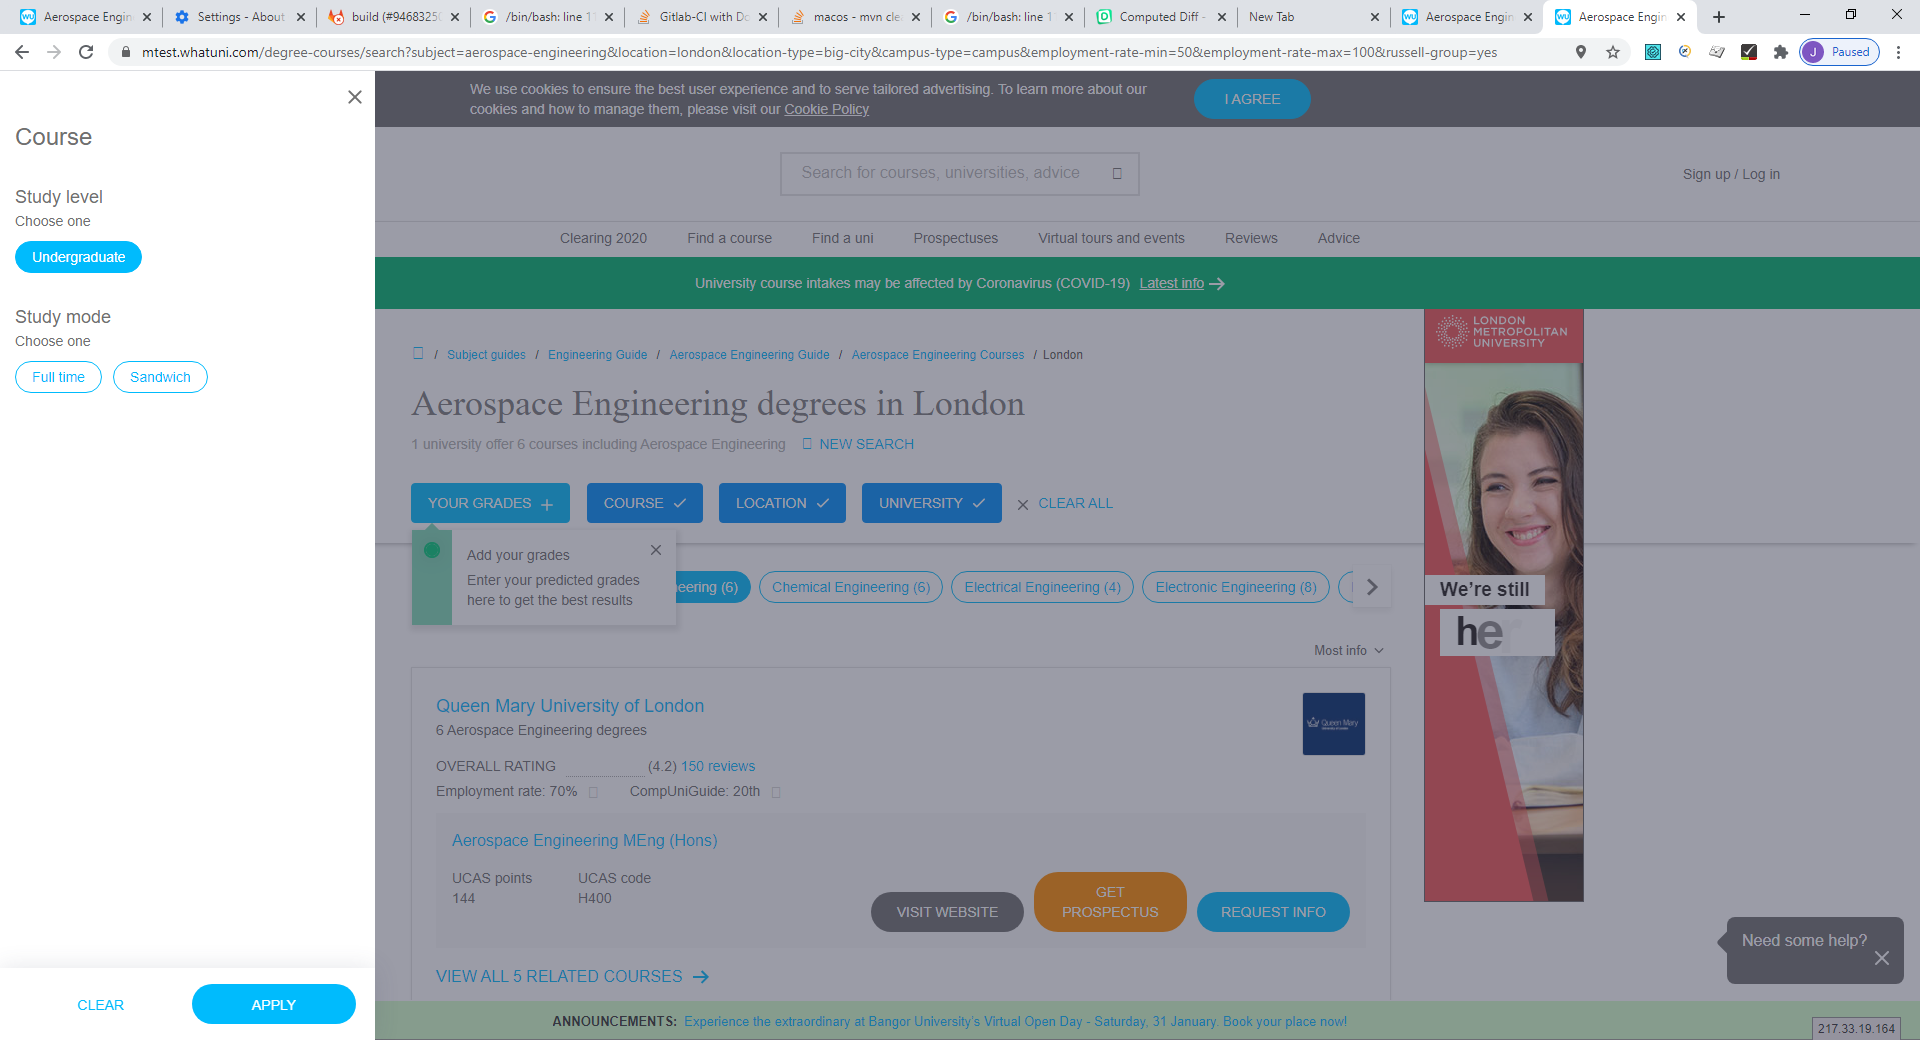 Aerospace Engin
Settings - About
build (#9468325
/bin/bash: line 1
Gitlab-CI with Do
macos - mvn cle
/bin/bash: line 1
Computed Diff -
New Tab
Aerospace Engin
Aerospace Engin
mtest.whatuni.com/degree-courses/search?subject=aerospace-engineering&location=london&location-type=big-city&campus-type=campus&employment-rate-min=50&employment-rate-max=100&russell-group=yes
J Paused
Course
Study level
Choose one
Undergraduate
Study mode
Choose one
Full time Sandwich
CLEAR APPLY
We use cookies to ensure the best user experience and to serve tailored advertising. To learn more about our
cookies and how to manage them, please visit our Cookie Policy
I AGREE
Search for courses, universities, advice
Sign up / Log in
Clearing 2020 Find a course Find a uni Prospectuses Virtual tours and events Reviews Advice
University course intakes may be affected by Coronavirus (COVID-19) Latest info
/ Subject guides / Engineering Guide / Aerospace Engineering Guide / Aerospace Engineering Courses / London
Aerospace Engineering degrees in London
1 university offer 6 courses including Aerospace Engineering NEW SEARCH
YOUR GRADES COURSE LOCATION UNIVERSITY CLEAR ALL
Add your grades
Enter your predicted grades
here to get the best results
neering (6) Chemical Engineering (6) Electrical Engineering (4) Electronic Engineering (8)
Most info
Queen Mary University of London
6 Aerospace Engineering degrees
OVERALL RATING (4.2) 150 reviews
Employment rate: 70% CompUniGuide: 20th
Queen Mary
Aerospace Engineering MEng (Hons)
UCAS points UCAS code
144 H400
VISIT WEBSITE
GET
PROSPECTUS
REQUEST INFO
VIEW ALL 5 RELATED COURSES
LONDON
METROPOLITAN
UNIVERSITY
We're still
he
Need some help?
ANNOUNCEMENTS: Experience the extraordinary at Bangor University's Virtual Open Day - Saturday, 31 January. Book your place now!
217.33.19.164